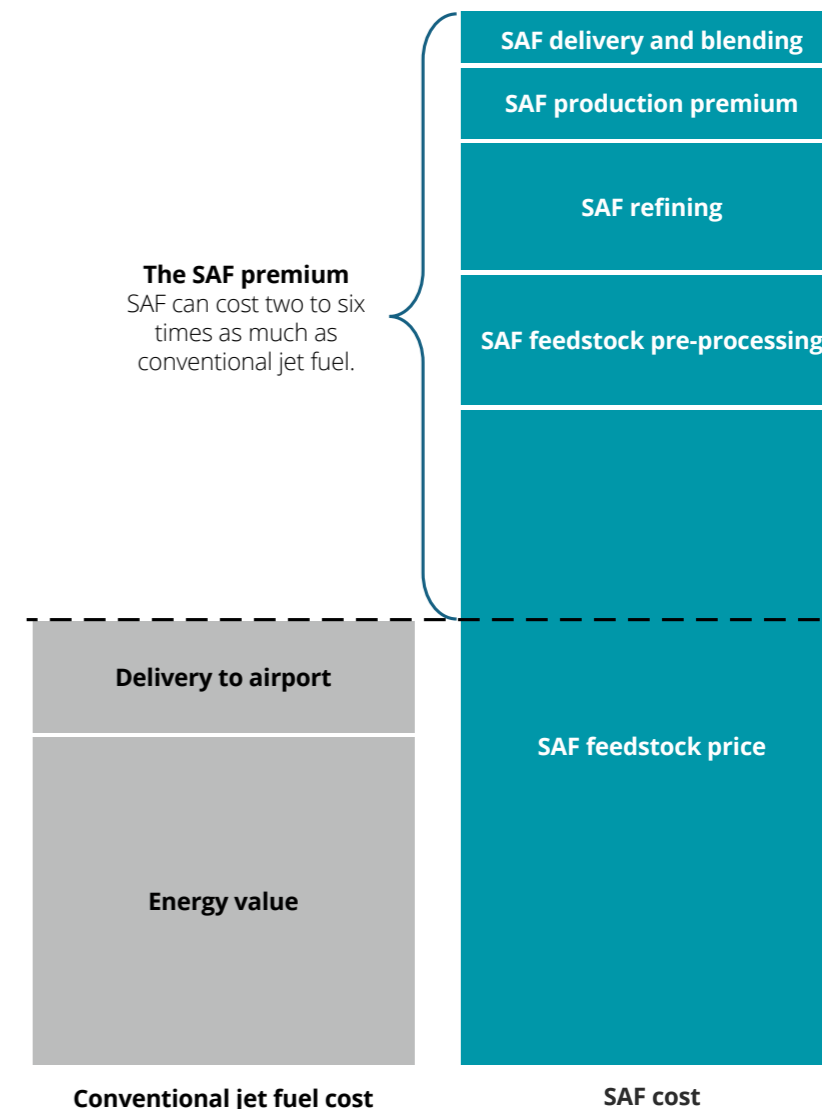 SAF delivery and blending
SAF production premium
SAF refining
The SAF premium
SAF can cost two to six
times as much as
conventional jet fuel.
SAF feedstock pre-processing
Delivery to airport
SAF feedstock price
Energy value
Conventional jet fuel cost
SAF cost